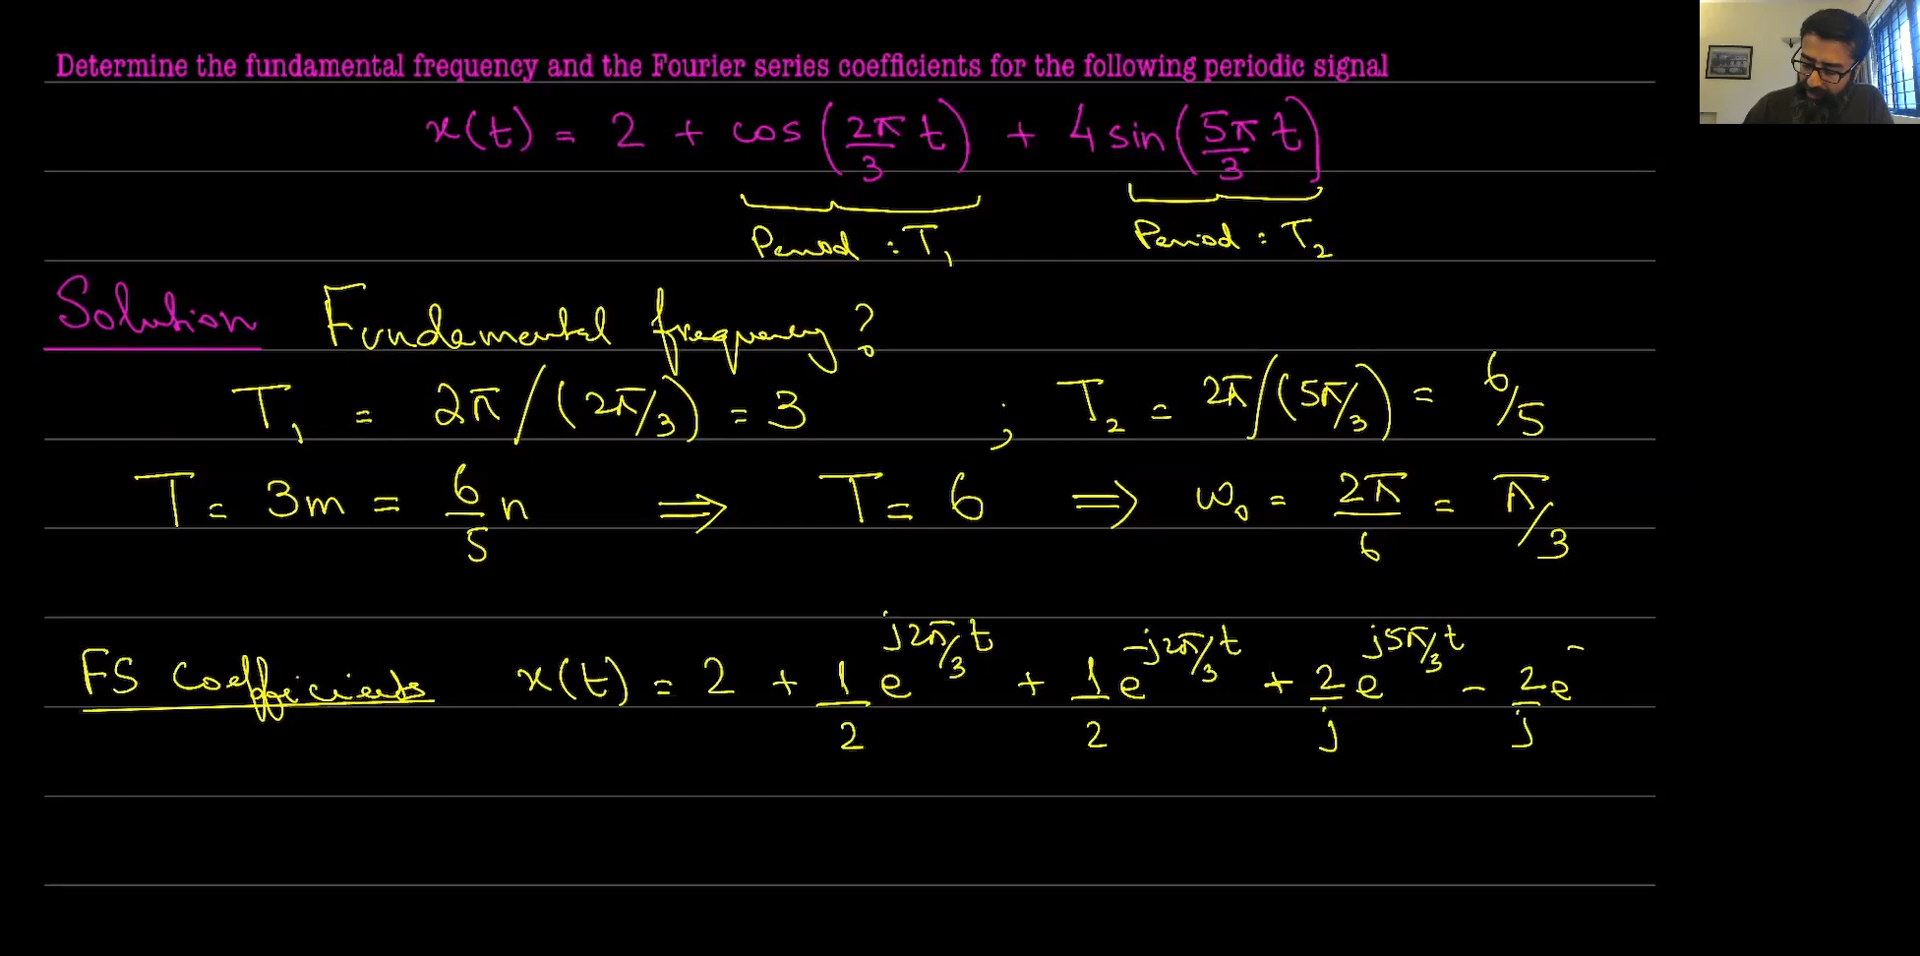 Determine the fundamental frequency and the Fourier series coefficients for the following periodic signal
x(t) = 2 + cos(2π/3 t) + 4 sin(5π/3 t)
Period : T₁ Period : T₂
Solution Fundamental frequency?
T₁ = 2π/(2π/3) = 3 ; T₂ = 2π/(5π/3) = 6/5
T = 3m = 6/5 n ⟹ T = 6 ⟹ ω₀ = 2π/6 = π/3
FS Coefficients x(t) = 2 + 1/2 e^(j2π/3 t) + 1/2 e^(-j2π/3 t) + 2/j e^(j5π/3 t) - 2/j e^-